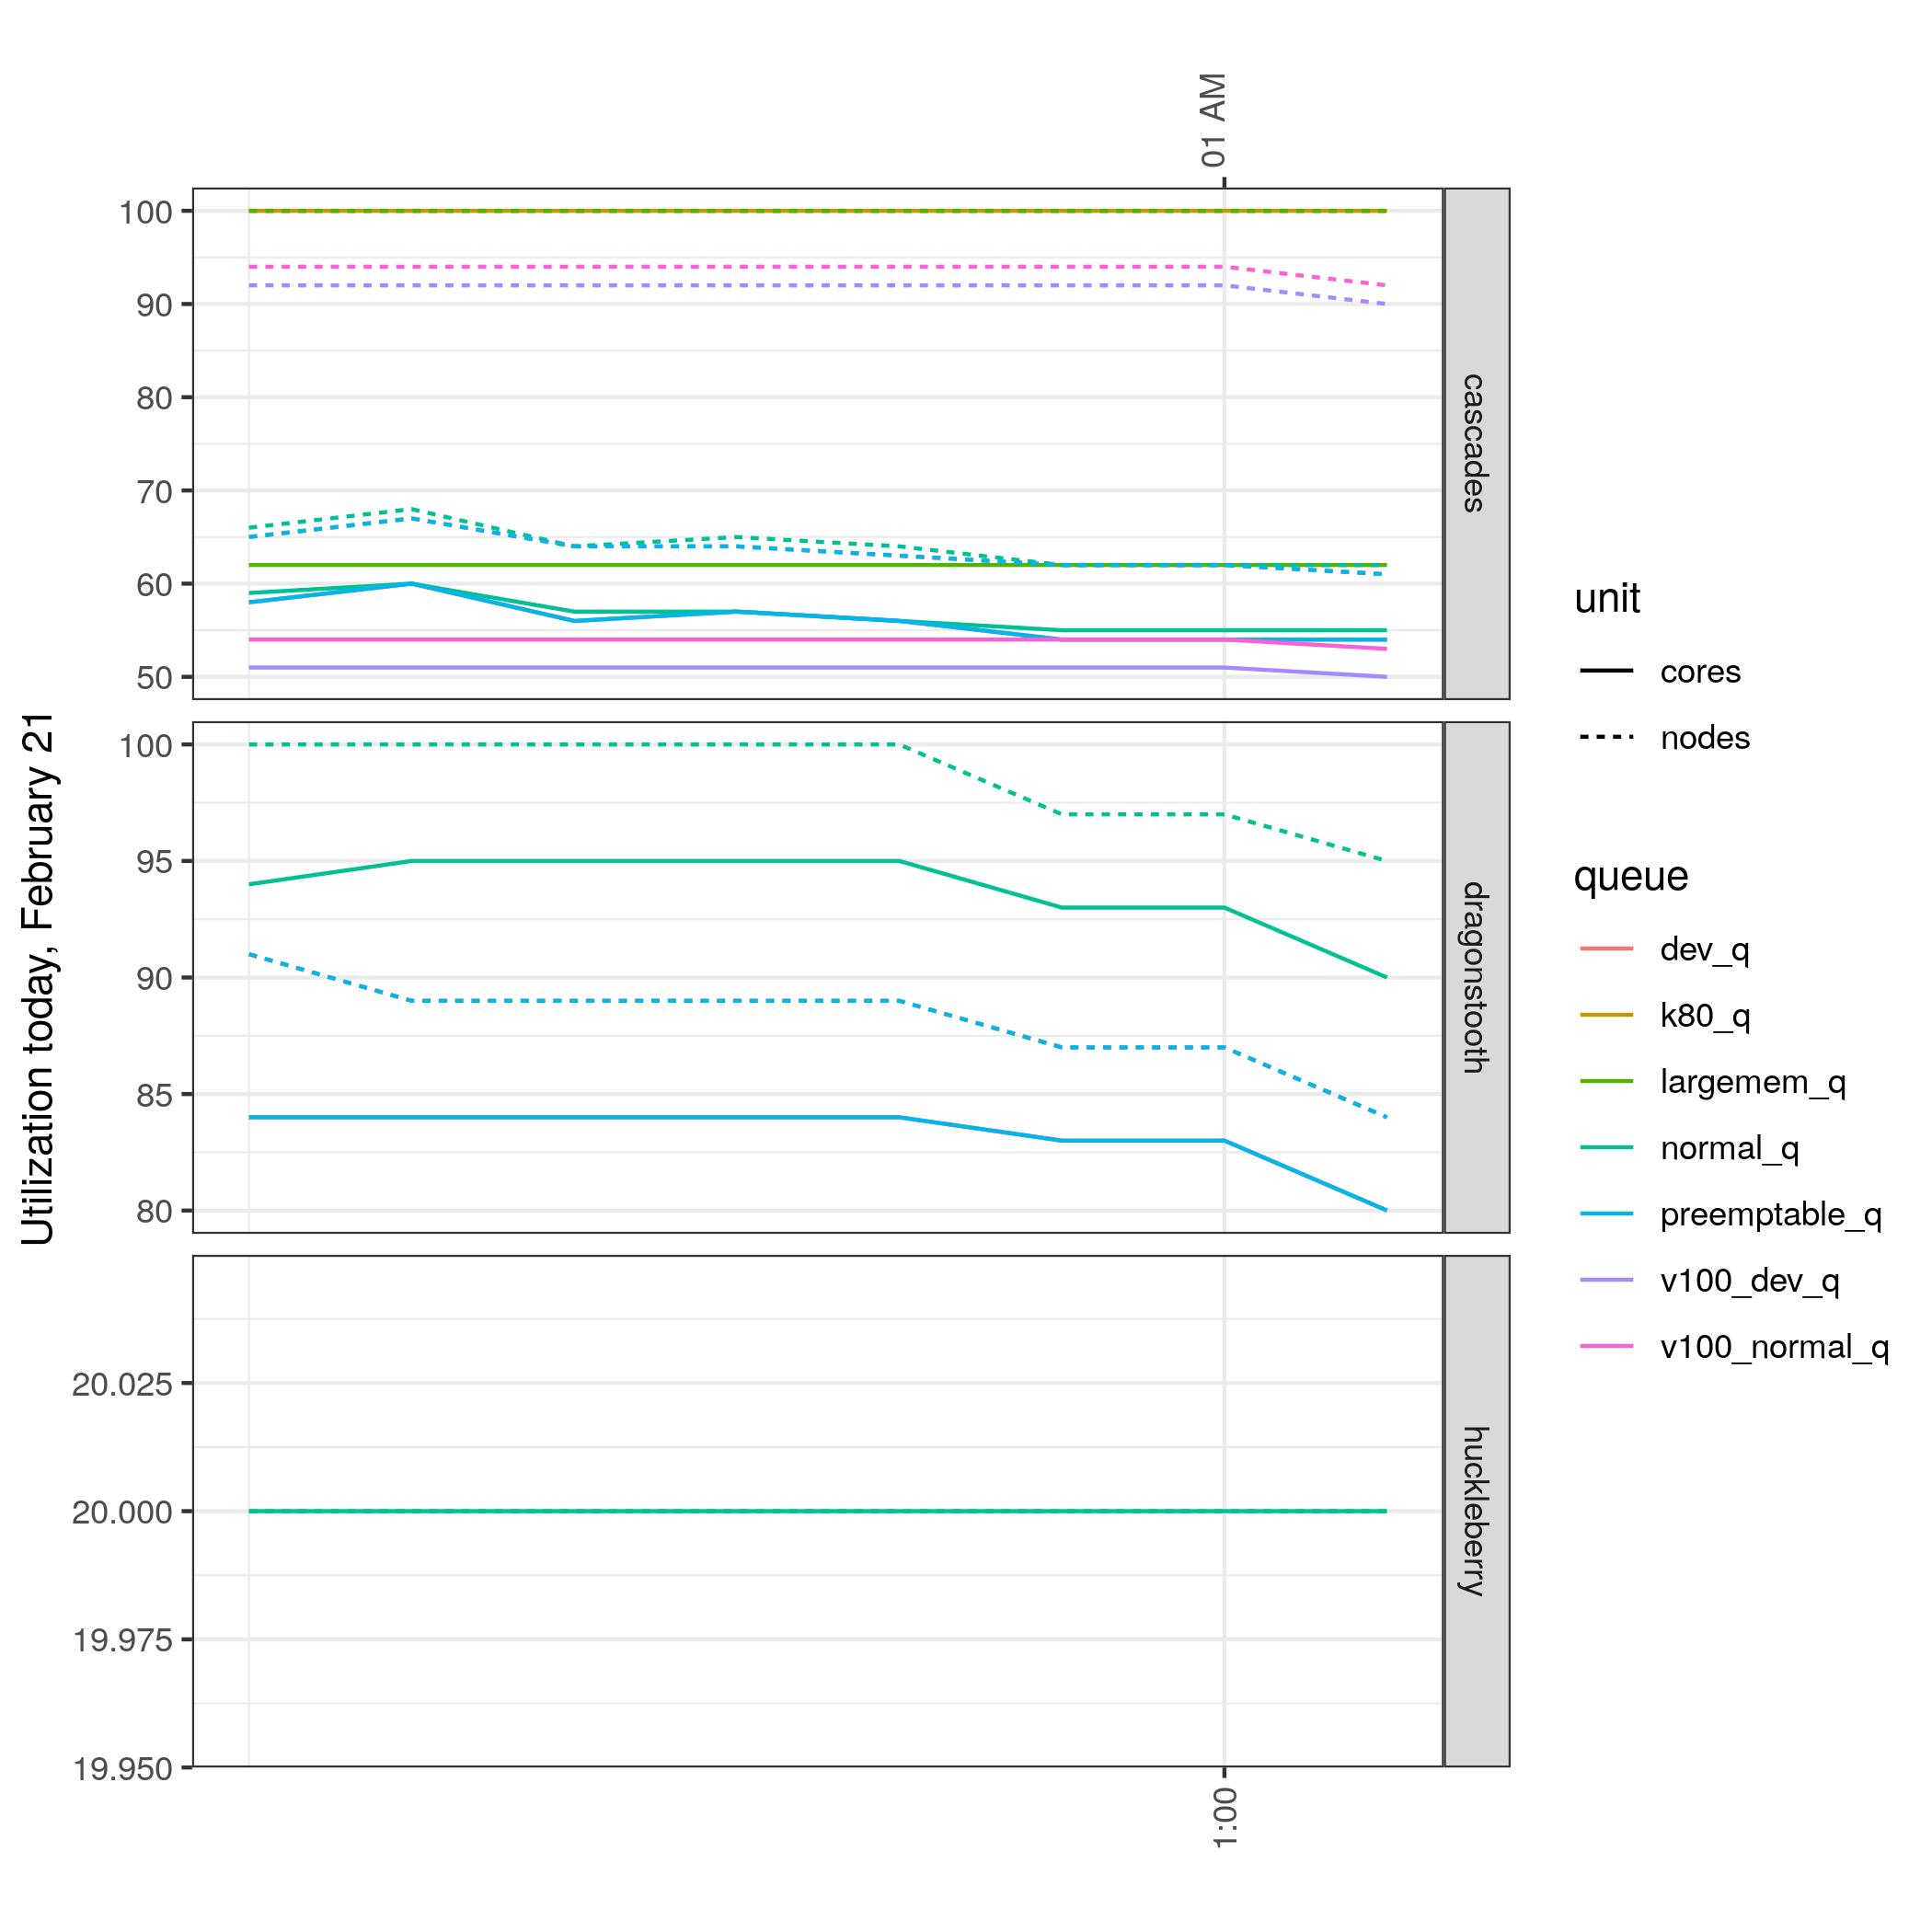 01 AM
100
90
80
70
60
50
cascades
Utilization today, February 21
100
95
90
85
80
dragonstooth
20.025
20.000
19.975
19.950
huckleberry
1:00
unit
cores
nodes
queue
dev_q
k80_q
largemem_q
normal_q
preemptable_q
v100_dev_q
v100_normal_q